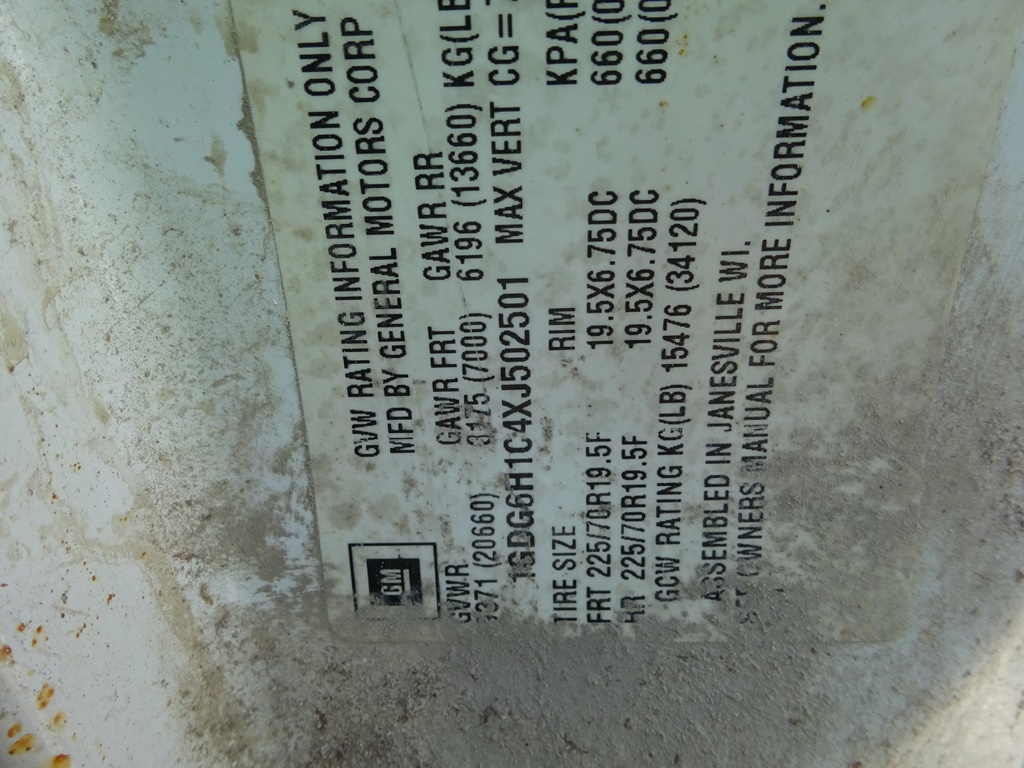 GVW RATING INFORMATION ONLY
MFD BY GENERAL MOTORS CORP
GM
GVWR GAWR FRT GAWR RR
9371 (20660) 3175 (7000) 6196 (13660) KG(LB
1GDG6H1C4XJ502501 MAX VERT CG =
TIRE SIZE RIM KPA(P
FRT 225/70R19.5F 19.5X6.75DC 660(0
RR 225/70R19.5F 19.5X6.75DC 660(0
GCW RATING KG(LB) 15476 (34120)
ASSEMBLED IN JANESVILLE WI.
SEE OWNERS MANUAL FOR MORE INFORMATION.